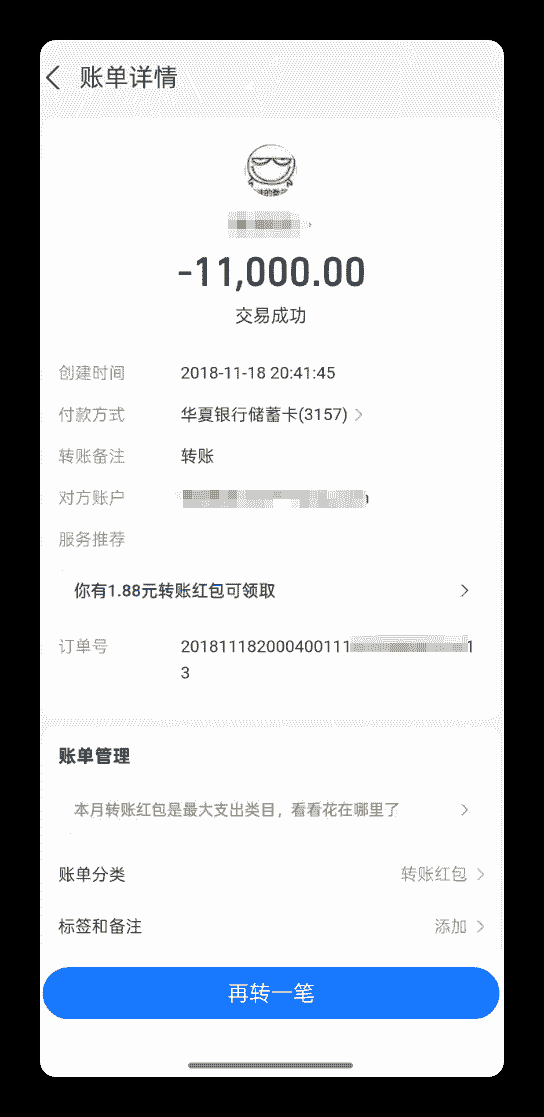 账单详情
-11,000.00
交易成功
创建时间 2018-11-18 20:41:45
付款方式 华夏银行储蓄卡(3157)
转账备注 转账
对方账户
服务推荐
你有1.88元转账红包可领取
订单号 201811182000400111 1
3
账单管理
本月转账红包是最大支出类目，看看花在哪里了
账单分类 转账红包
标签和备注 添加
再转一笔